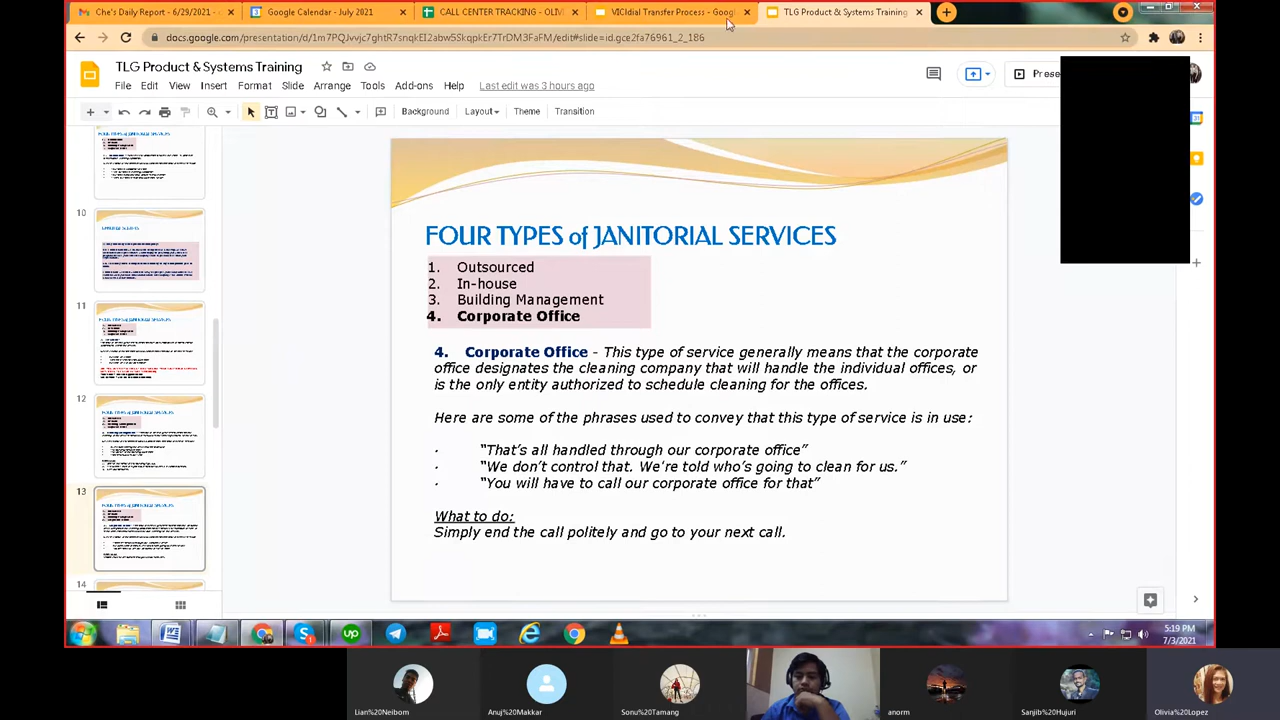 Che's Daily Report - 6/29/2021 -
Google Calendar - July 2021
CALL CENTER TRACKING - OLIV
VICIdial Transfer Process - Goog
TLG Product & Systems Training
docs.google.com/presentation/d/1m7PQJvvjc7ghtR7snqkEI2abw5SkqpkEr7TrDM3FaFM/edit#slide=id.gce2fa76961_2_186
TLG Product & Systems Training
File Edit View Insert Format Slide Arrange Tools Add-ons Help Last edit was 3 hours ago
Prese
Background Layout Theme Transition
FOUR TYPES of JANITORIAL SERVICES
1. Outsourced
2. In-house
3. Building Management
4. Corporate Office
4. Corporate Office - This type of service generally means that the corporate
office designates the cleaning company that will handle the individual offices, or
is the only entity authorized to schedule cleaning for the offices.
Here are some of the phrases used to convey that this type of service is in use:
· “That's all handled through our corporate office”
· “We don't control that. We're told who's going to clean for us.”
· “You will have to call our corporate office for that”
What to do:
Simply end the call politely and go to your next call.
10
11
12
13
14
5:19 PM
7/3/2021
Lian%20Neibom
Anuj%20Makkar
Sonu%20Tamang
anorm
Sanjib%20Hujuri
Olivia%20Lopez